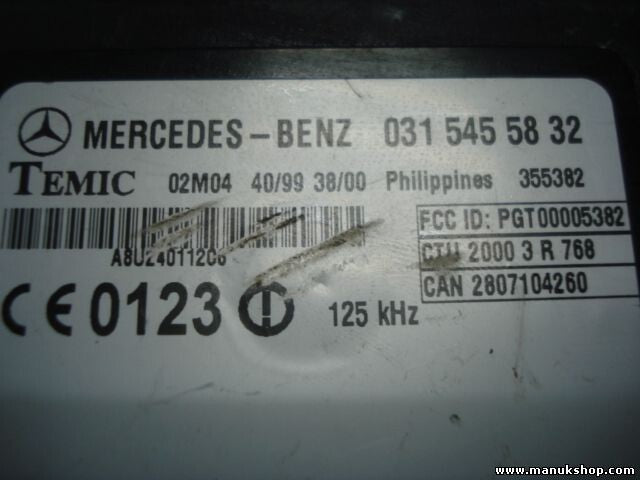 MERCEDES-BENZ 031 545 58 32
TEMIC 02M04 40/99 38/00 Philippines 355382
FCC ID: PGT00005382
A8U24011206
CTU 2000 3 R 768
CAN 2807104260
CE 0123
125 kHz
www.manukshop.com